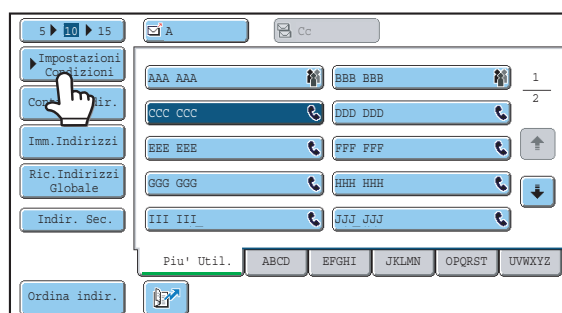 5 10 15
A
Cc
Impostazioni
Condizioni
AAA AAA
BBB BBB
1
2
CCC CCC
DDD DDD
Imm.Indirizzi
EEE EEE
FFF FFF
Ric.Indirizzi
Globale
GGG GGG
HHH HHH
Indir. Sec.
III III
JJJ JJJ
Piu' Util.
ABCD
EFGHI
JKLMN
OPQRST
UVWXYZ
Ordina indir.